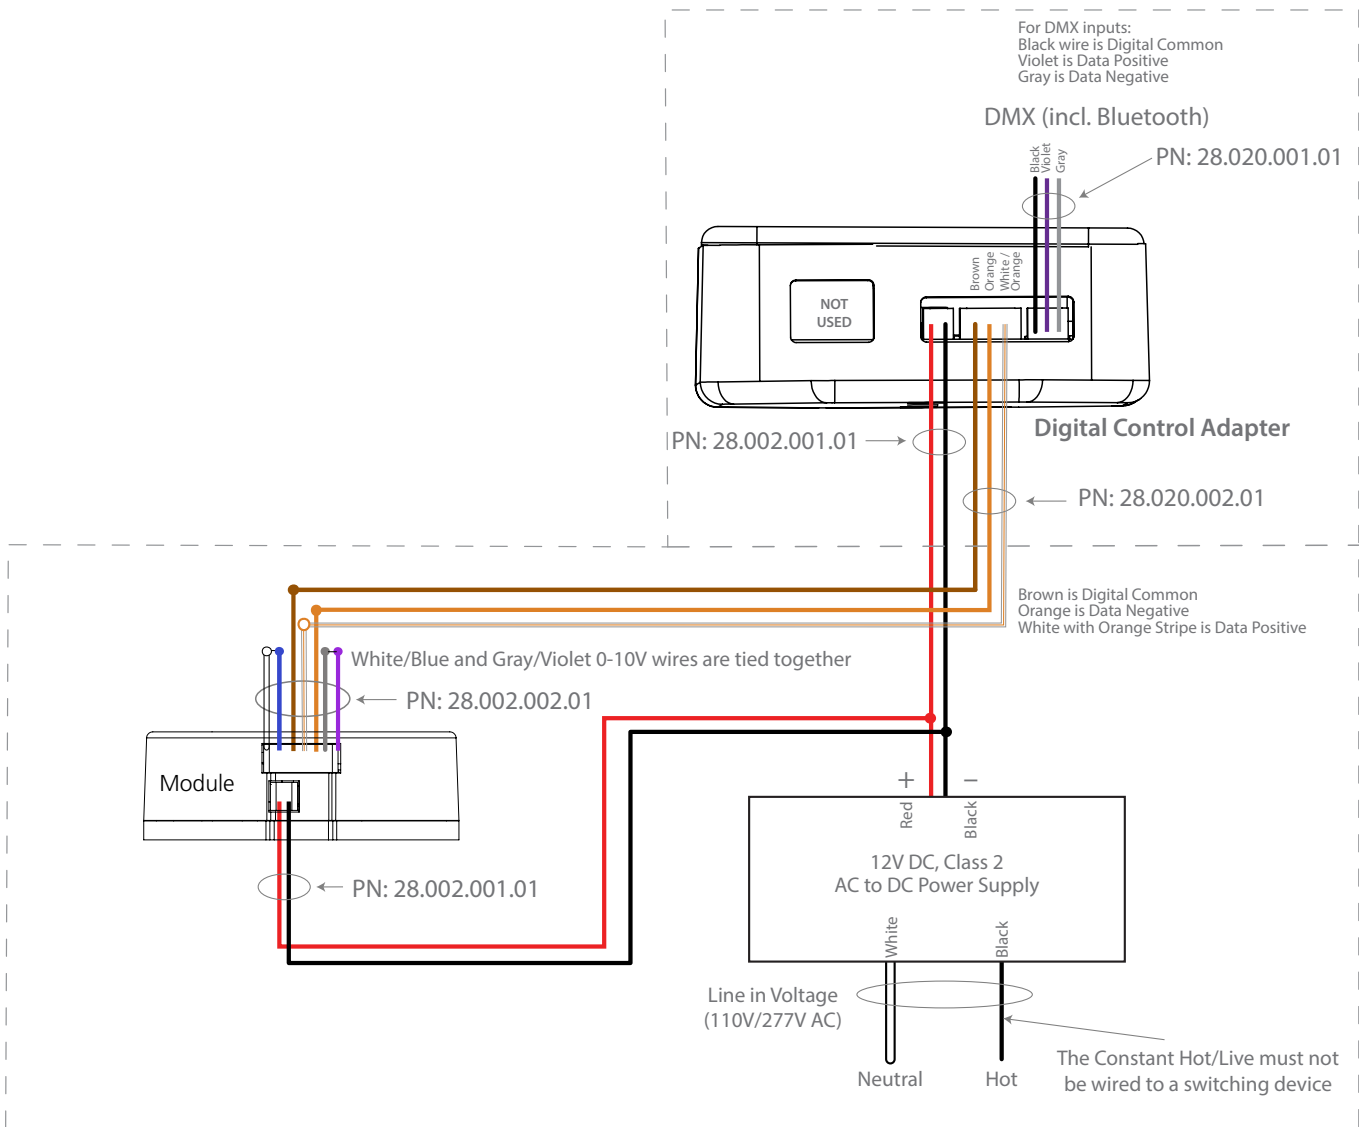 For DMX inputs:
Black wire is Digital Common
Violet is Data Positive
Gray is Data Negative
DMX (incl. Bluetooth)
Black
Violet
Gray
PN: 28.020.001.01
Brown
Orange
White /
Orange
NOT
USED
Digital Control Adapter
PN: 28.002.001.01
PN: 28.020.002.01
Brown is Digital Common
Orange is Data Negative
White with Orange Stripe is Data Positive
White/Blue and Gray/Violet 0-10V wires are tied together
PN: 28.002.002.01
Module
PN: 28.002.001.01
+
–
Red
Black
12V DC, Class 2
AC to DC Power Supply
White
Black
Line in Voltage
(110V/277V AC)
Neutral
Hot
The Constant Hot/Live must not
be wired to a switching device